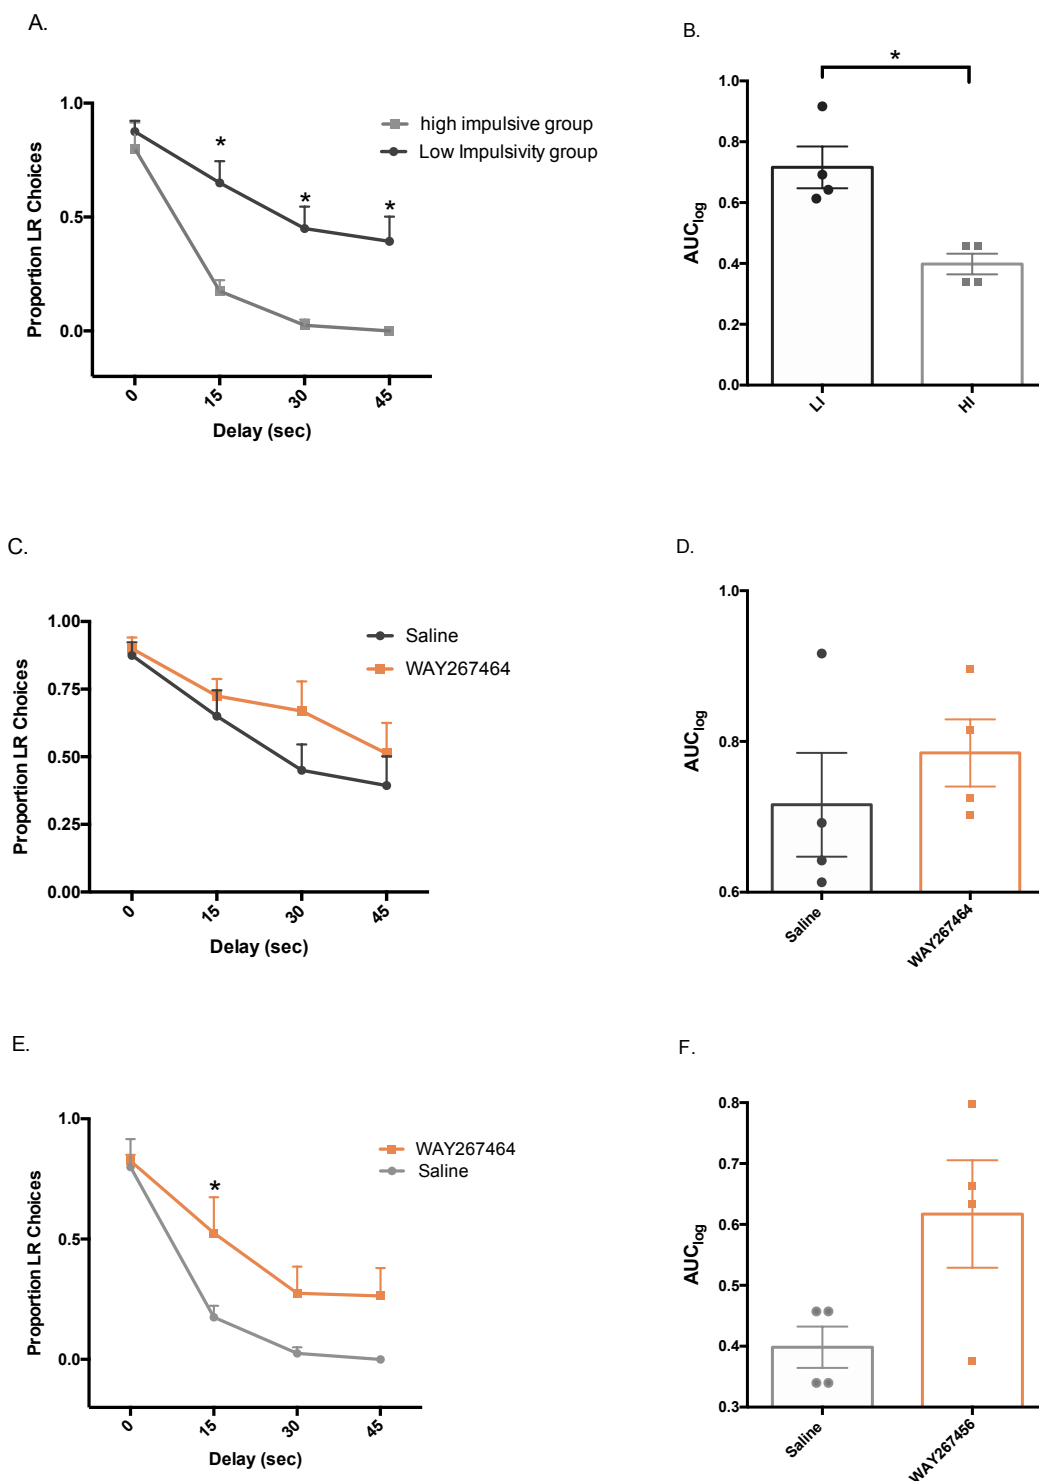 A.
1.0
0.5
0.0
Proportion LR Choices
0
15
30
45
Delay (sec)
*
*
*
high impulsive group
Low Impulsivity group
B.
*
1.0
0.8
0.6
0.4
0.2
0.0
AUClog
LI
HI
C.
1.00
0.75
0.50
0.25
0.00
Proportion LR Choices
0
15
30
45
Delay (sec)
Saline
WAY267464
D.
1.0
0.8
0.6
AUClog
Saline
WAY267464
E.
1.0
0.5
0.0
Proportion LR Choices
0
15
30
45
Delay (sec)
*
WAY267464
Saline
F.
0.8
0.7
0.6
0.5
0.4
0.3
AUClog
Saline
WAY267456